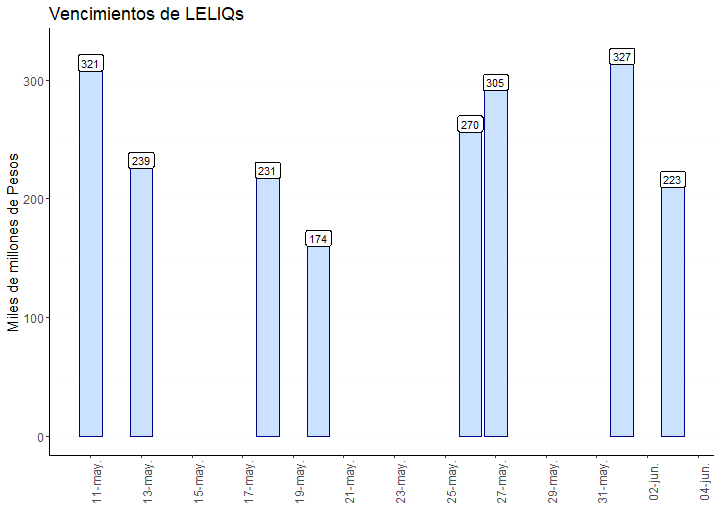 Vencimientos de LELIQs
Miles de millones de Pesos
300
200
100
0
321
239
231
174
270
305
327
223
11-may.
13-may.
15-may.
17-may.
19-may.
21-may.
23-may.
25-may.
27-may.
29-may.
31-may.
02-jun.
04-jun.